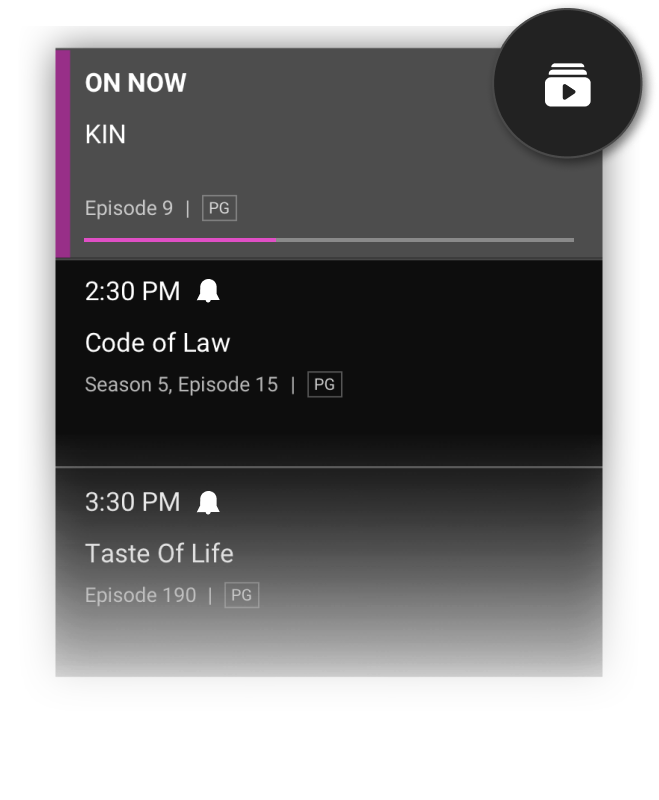 ON NOW
KIN
Episode 9 | PG
2:30 PM
Code of Law
Season 5, Episode 15 | PG
3:30 PM
Taste Of Life
Episode 190 | PG